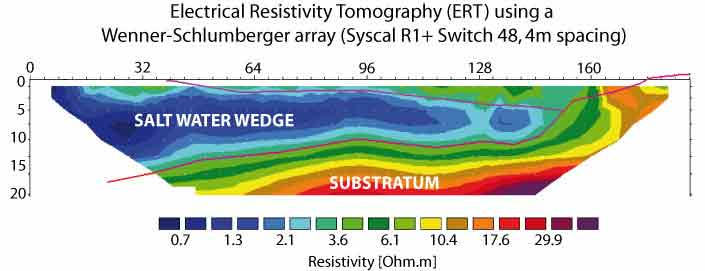 Electrical Resistivity Tomography (ERT) using a
Wenner-Schlumberger array (Syscal R1+ Switch 48, 4m spacing)
0 32 64 96 128 160
0
5
10
15
20
SALT WATER WEDGE
SUBSTRATUM
0.7 1.3 2.1 3.6 6.1 10.4 17.6 29.9
Resistivity [Ohm.m]